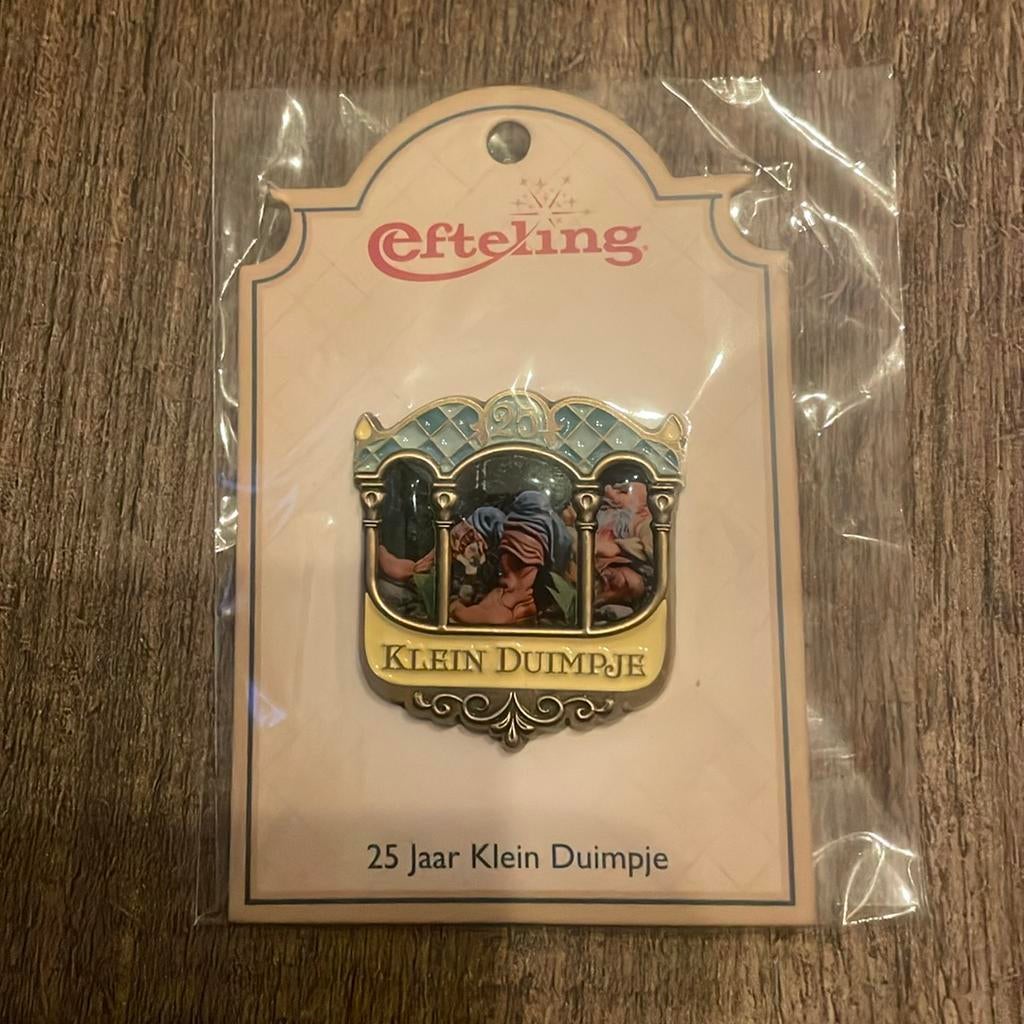 Efteling
25
KLEIN DUIMPJE
25 Jaar Klein Duimpje